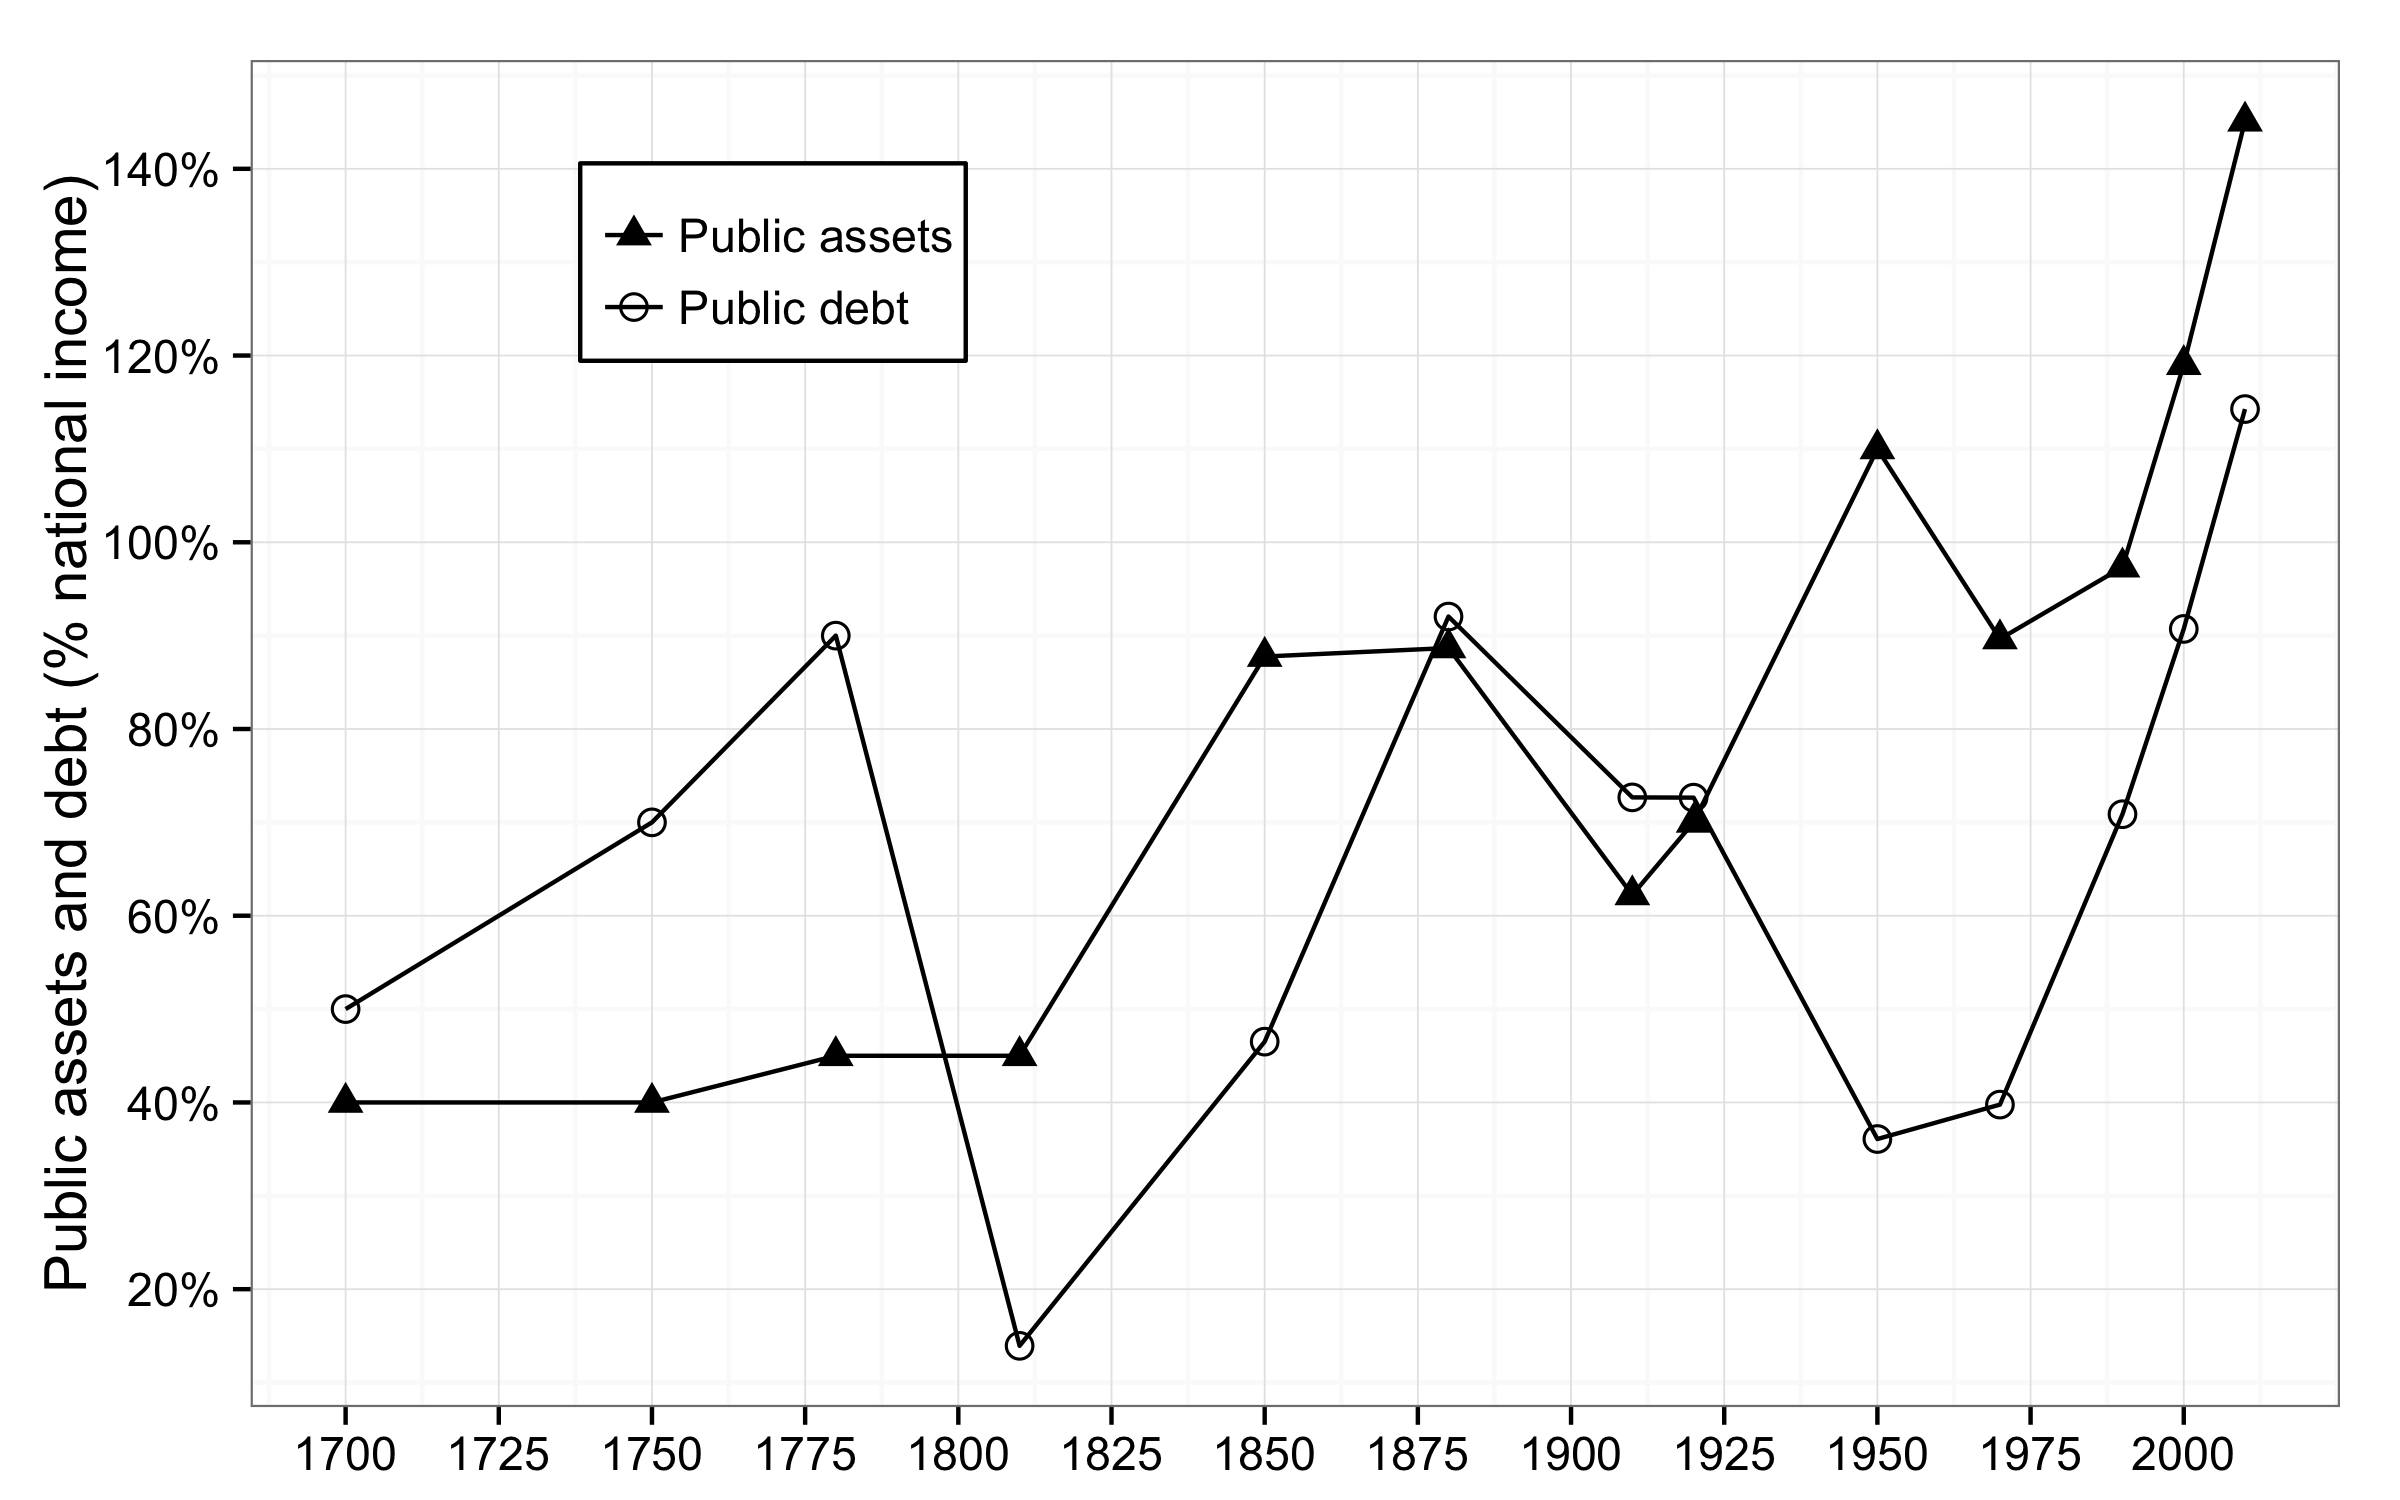 Public assets and debt (% national income)
140%
120%
100%
80%
60%
40%
20%
Public assets
Public debt
1700 1725 1750 1775 1800 1825 1850 1875 1900 1925 1950 1975 2000